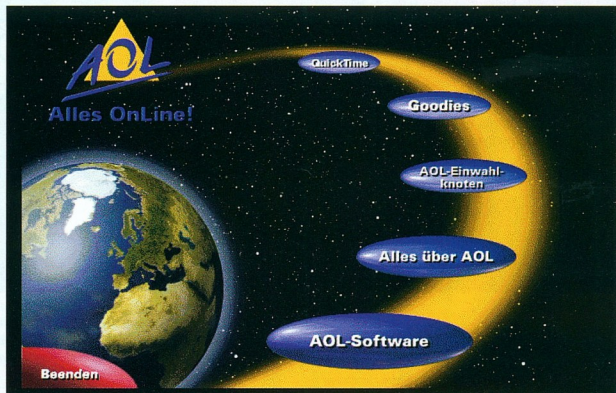 AOL
Alles OnLine!
QuickTime
Goodies
AOL-Einwahl-
knoten
Alles über AOL
AOL-Software
Beenden